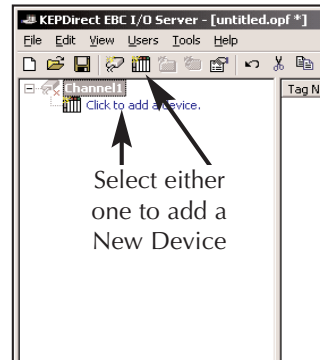 KEPDirect EBC I/O Server - [untitled.opf *]
File Edit View Users Tools Help
Channel1
Tag N
Click to add a device.
Select either
one to add a
New Device